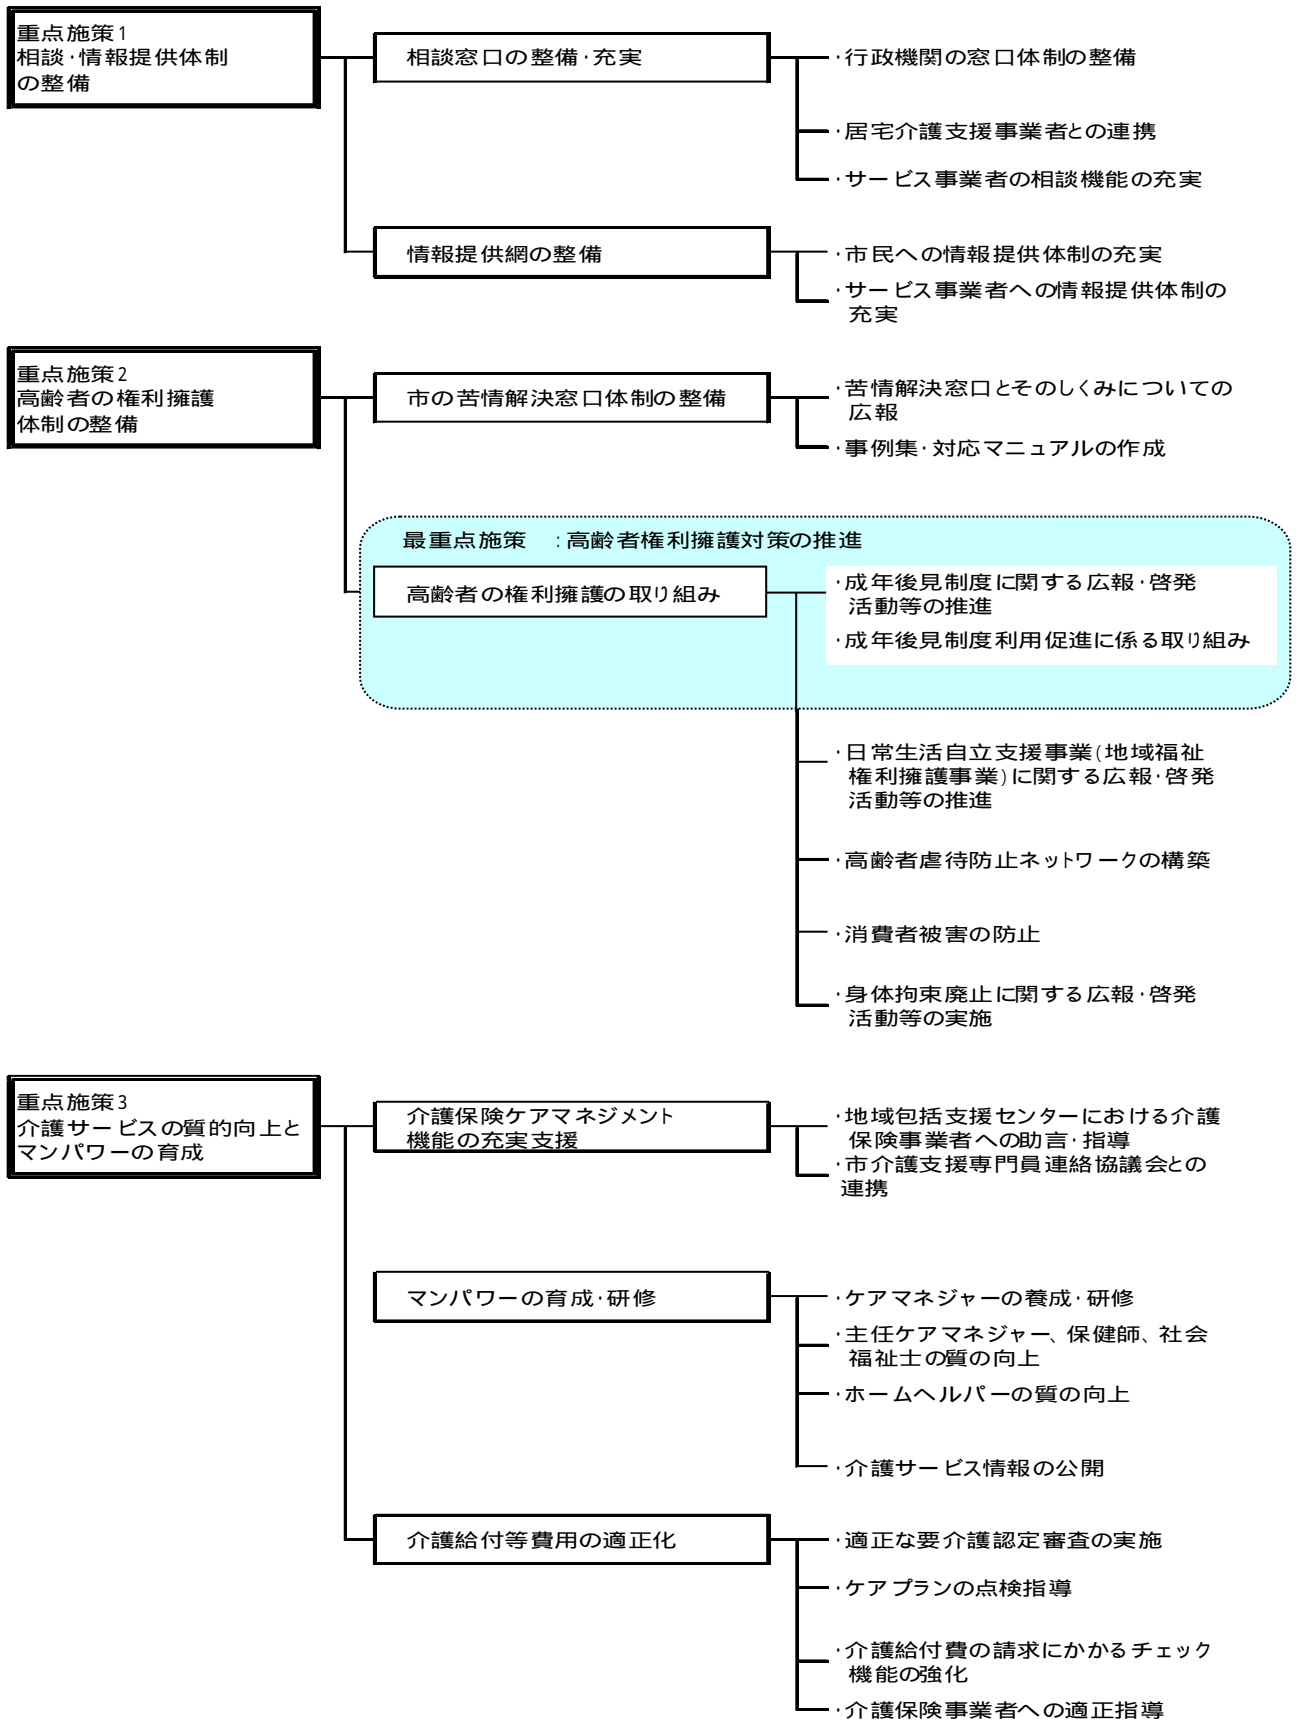 重点施策1
相談・情報提供体制
の整備
相談窓口の整備・充実
・行政機関の窓口体制の整備
・居宅介護支援事業者との連携
・サービス事業者の相談機能の充実
情報提供網の整備
・市民への情報提供体制の充実
・サービス事業者への情報提供体制の
充実
重点施策2
高齢者の権利擁護
体制の整備
市の苦情解決窓口体制の整備
・苦情解決窓口とそのしくみについての
広報
・事例集・対応マニュアルの作成
最重点施策　:高齢者権利擁護対策の推進
高齢者の権利擁護の取り組み
・成年後見制度に関する広報・啓発
活動等の推進
・成年後見制度利用促進に係る取り組み
・日常生活自立支援事業(地域福祉
権利擁護事業)に関する広報・啓発
活動等の推進
・高齢者虐待防止ネットワークの構築
・消費者被害の防止
・身体拘束廃止に関する広報・啓発
活動等の実施
重点施策3
介護サービスの質的向上と
マンパワーの育成
介護保険ケアマネジメント
機能の充実支援
・地域包括支援センターにおける介護
保険事業者への助言・指導
・市介護支援専門員連絡協議会との
連携
マンパワーの育成・研修
・ケアマネジャーの養成・研修
・主任ケアマネジャー、保健師、社会
福祉士の質の向上
・ホームヘルパーの質の向上
・介護サービス情報の公開
介護給付等費用の適正化
・適正な要介護認定審査の実施
・ケアプランの点検指導
・介護給付費の請求にかかるチェック
機能の強化
・介護保険事業者への適正指導